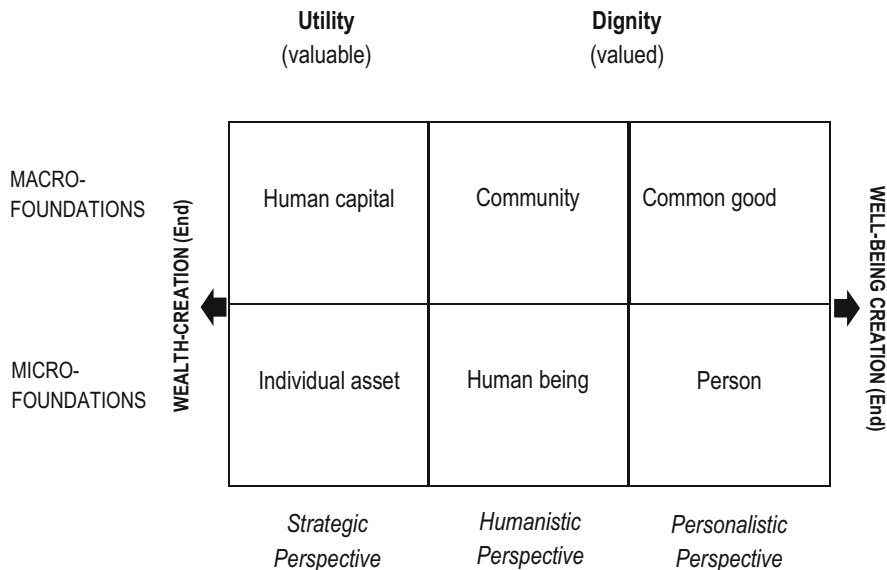 Utility
(valuable)
Dignity
(valued)
MACRO-
FOUNDATIONS
WEALTH-CREATION (End)
Human capital
Community
Common good
WELL-BEING CREATION (End)
MICRO-
FOUNDATIONS
Individual asset
Human being
Person
Strategic
Perspective
Humanistic
Perspective
Personalistic
Perspective